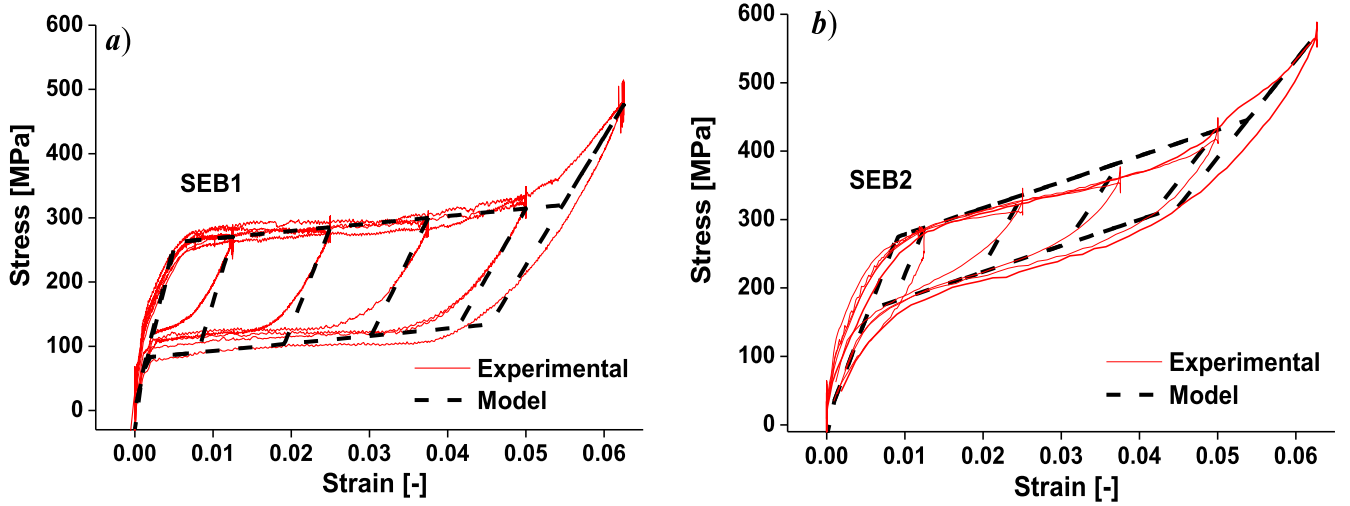 a)
600
500
400
300
200
100
0
Stress [MPa]
SEB1
Experimental
Model
0.00 0.01 0.02 0.03 0.04 0.05 0.06
Strain [-]
b)
600
500
400
300
200
100
0
Stress [MPa]
SEB2
Experimental
Model
0.00 0.01 0.02 0.03 0.04 0.05 0.06
Strain [-]